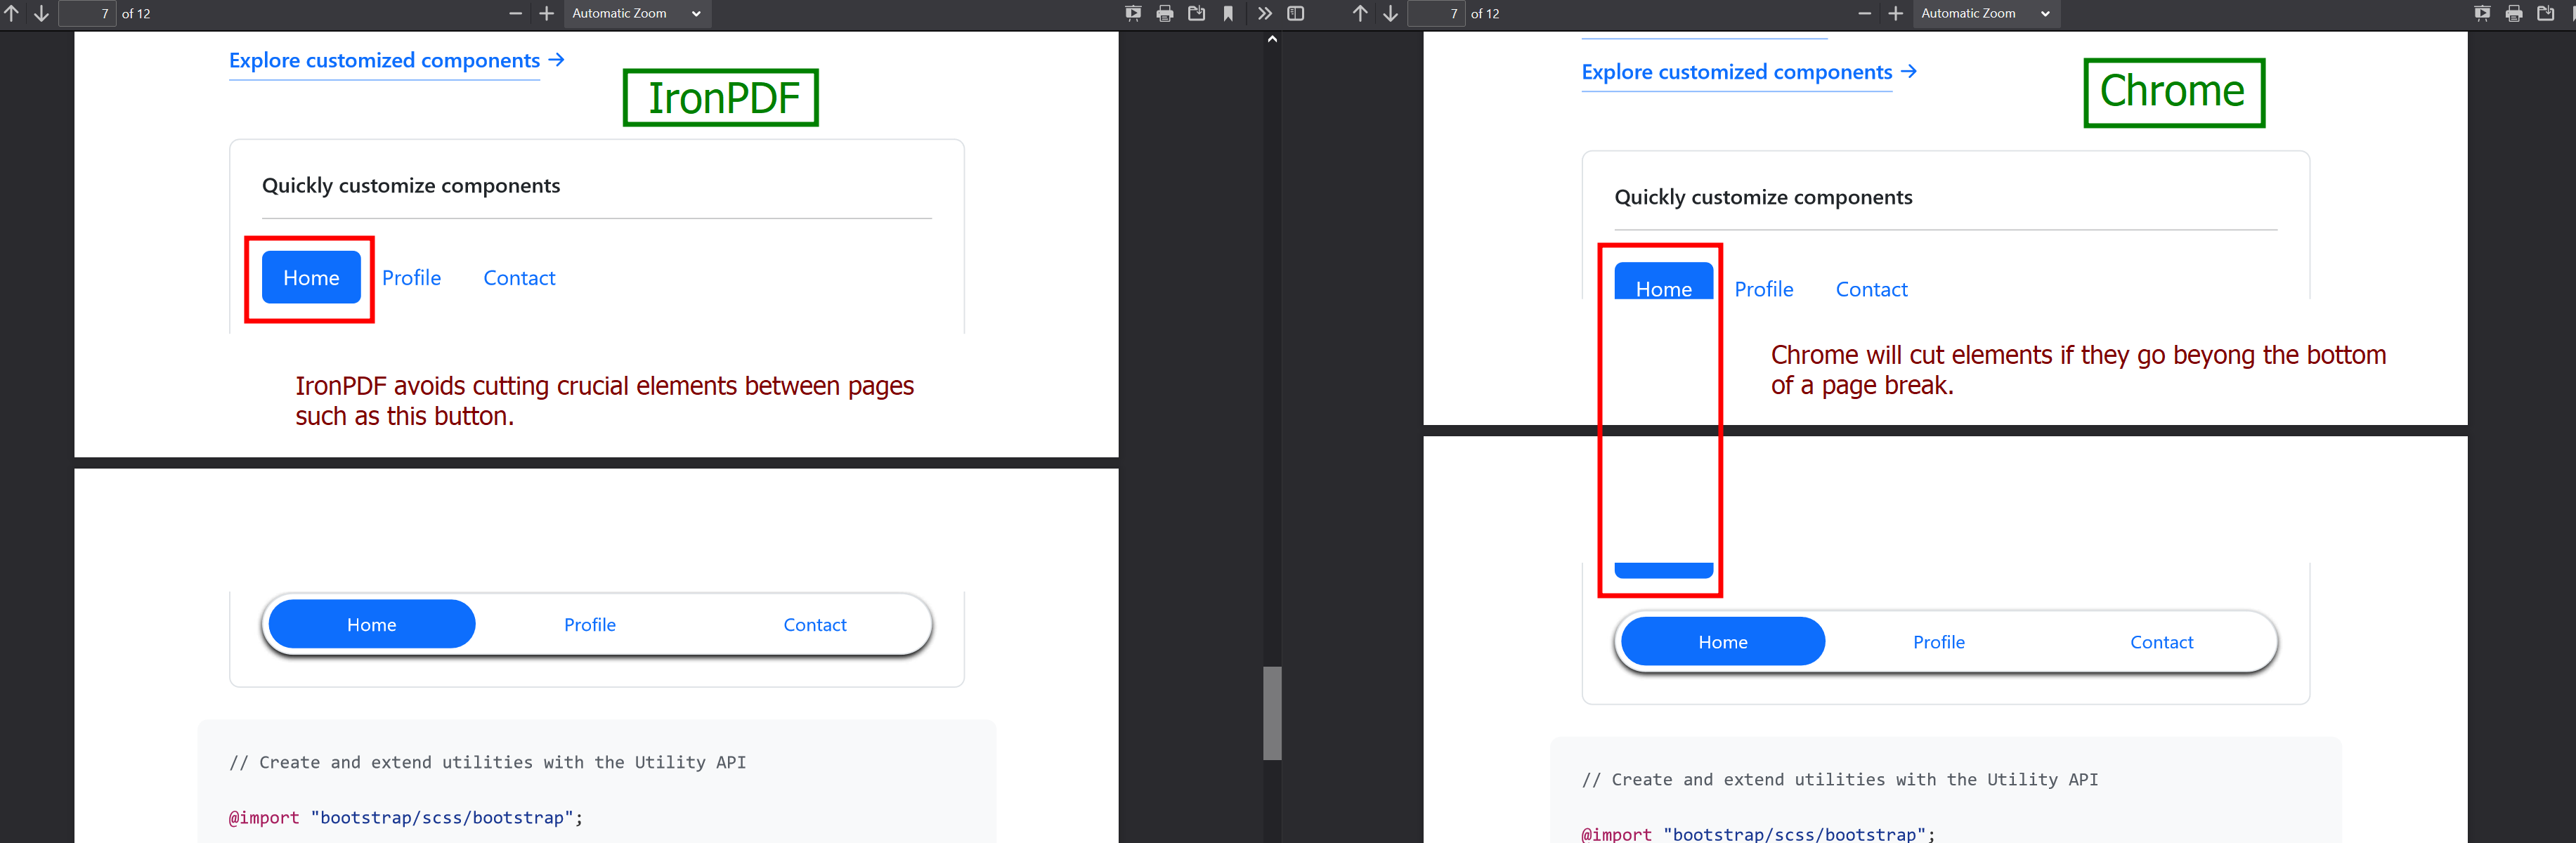 7 of 12
Automatic Zoom
Explore customized components →
IronPDF
Quickly customize components
Home
Profile
Contact
IronPDF avoids cutting crucial elements between pages
such as this button.
Home
Profile
Contact
// Create and extend utilities with the Utility API
@import "bootstrap/scss/bootstrap";
7 of 12
Automatic Zoom
Explore customized components →
Chrome
Quickly customize components
Home
Profile
Contact
Chrome will cut elements if they go beyong the bottom
of a page break.
Home
Profile
Contact
// Create and extend utilities with the Utility API
@import "bootstrap/scss/bootstrap";